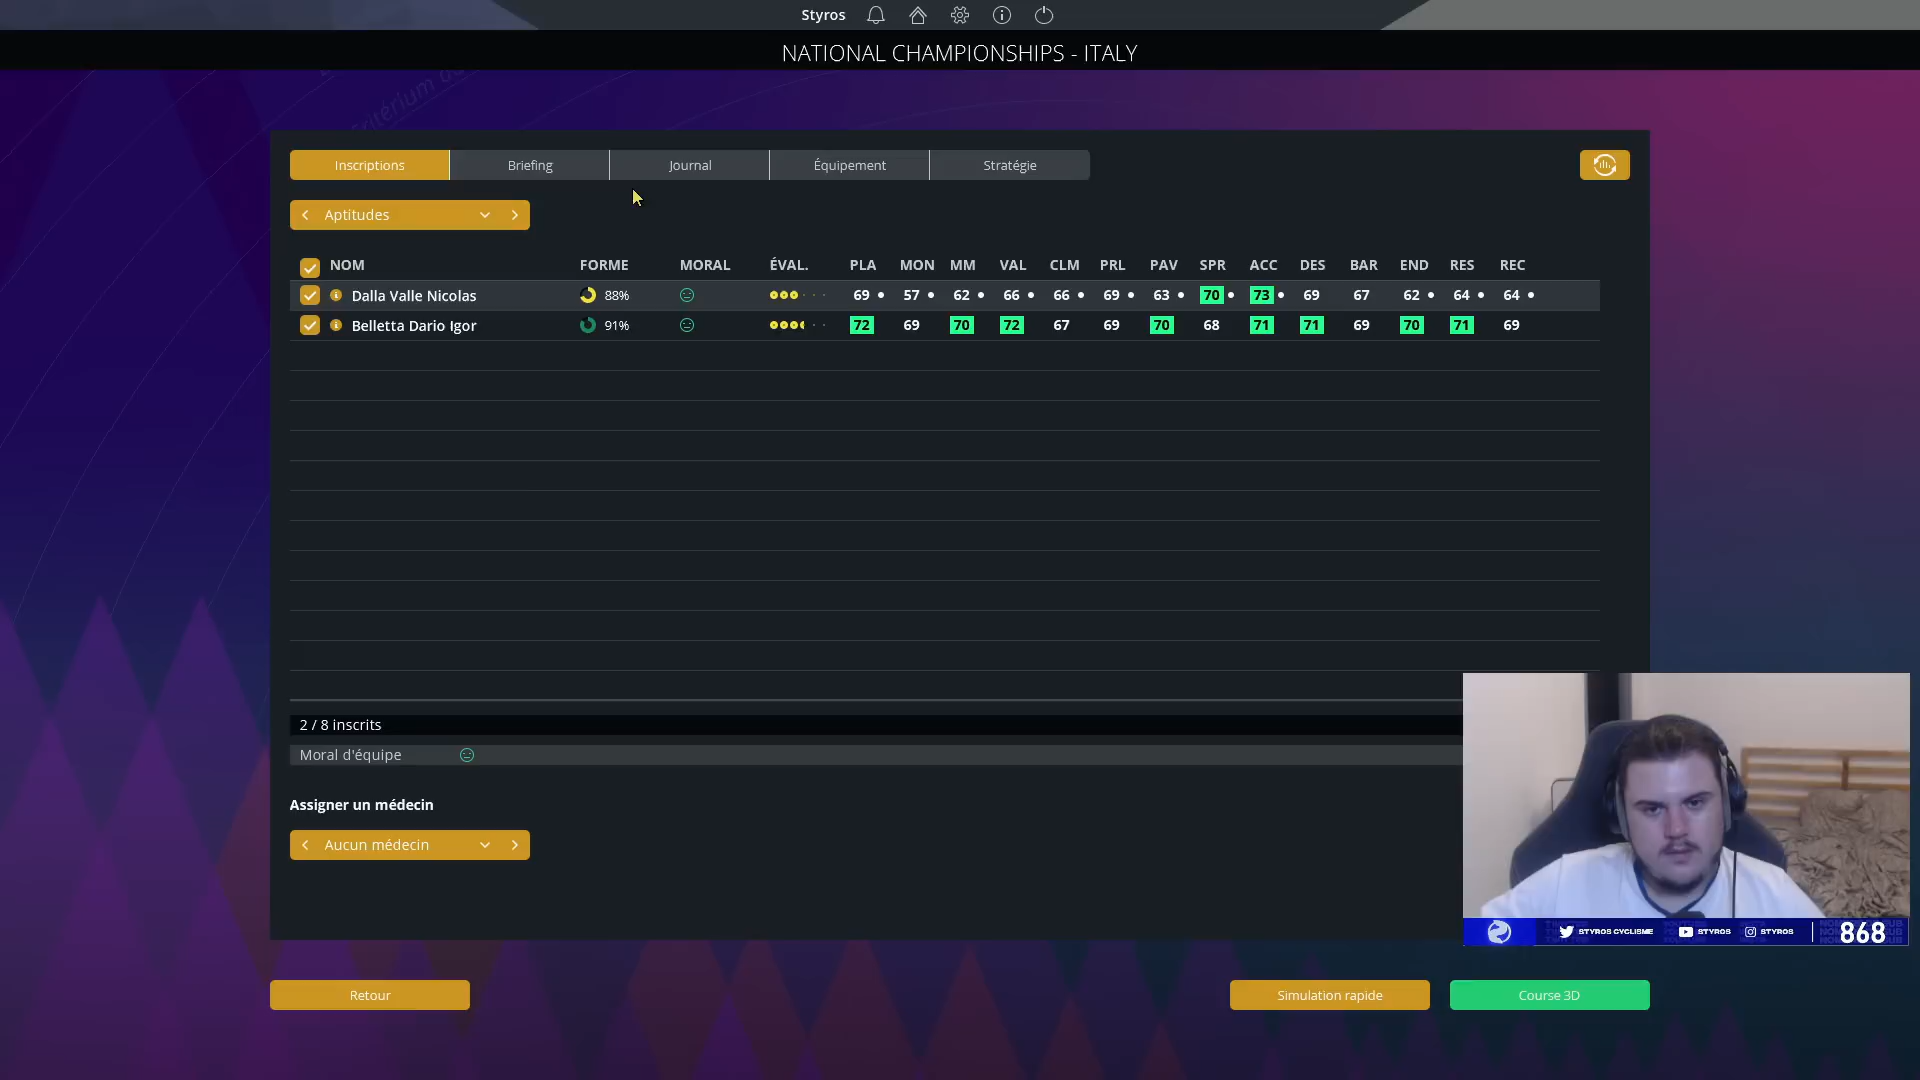 Styros
NATIONAL CHAMPIONSHIPS - ITALY
Inscriptions Briefing Journal Équipement Stratégie
Aptitudes
NOM FORME MORAL ÉVAL. PLA MON MM VAL CLM PRL PAV SPR ACC DES BAR END RES REC
Dalla Valle Nicolas 88% 69 57 62 66 66 69 63 70 73 69 67 62 64 64
Belletta Dario Igor 91% 72 69 70 72 67 69 70 68 71 71 69 70 71 69
2 / 8 inscrits
Moral d'équipe
Assigner un médecin
Aucun médecin
STYROS CYCLISME STYROS STYROS 868
Retour Simulation rapide Course 3D